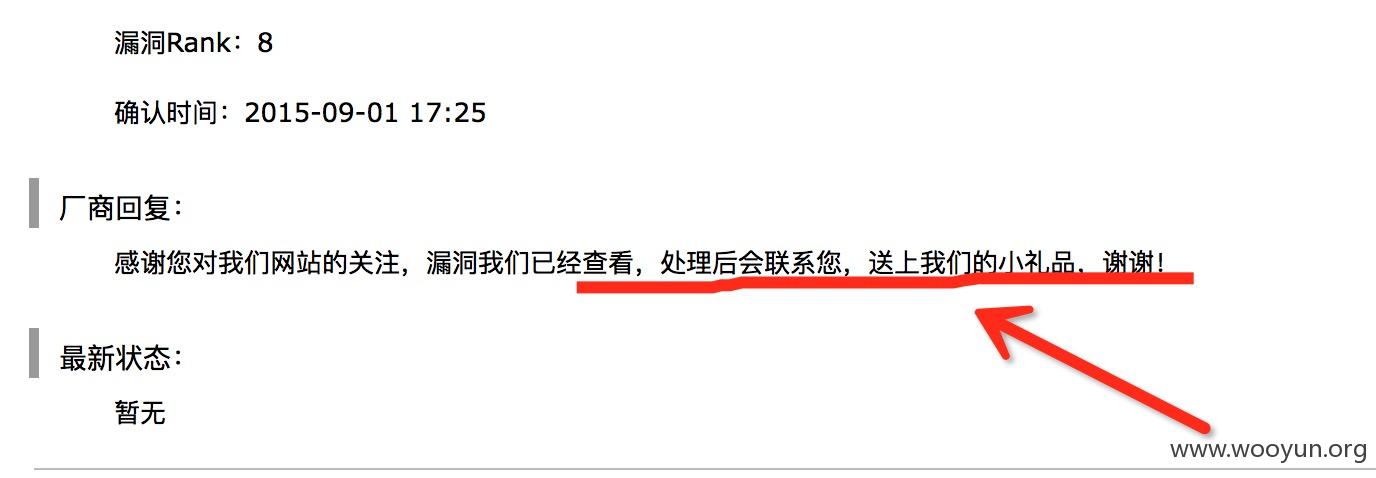 漏洞Rank：8
确认时间：2015-09-01 17:25
厂商回复：
感谢您对我们网站的关注，漏洞我们已经查看，处理后会联系您，送上我们的小礼品，谢谢！
最新状态：
暂无
www.wooyun.org